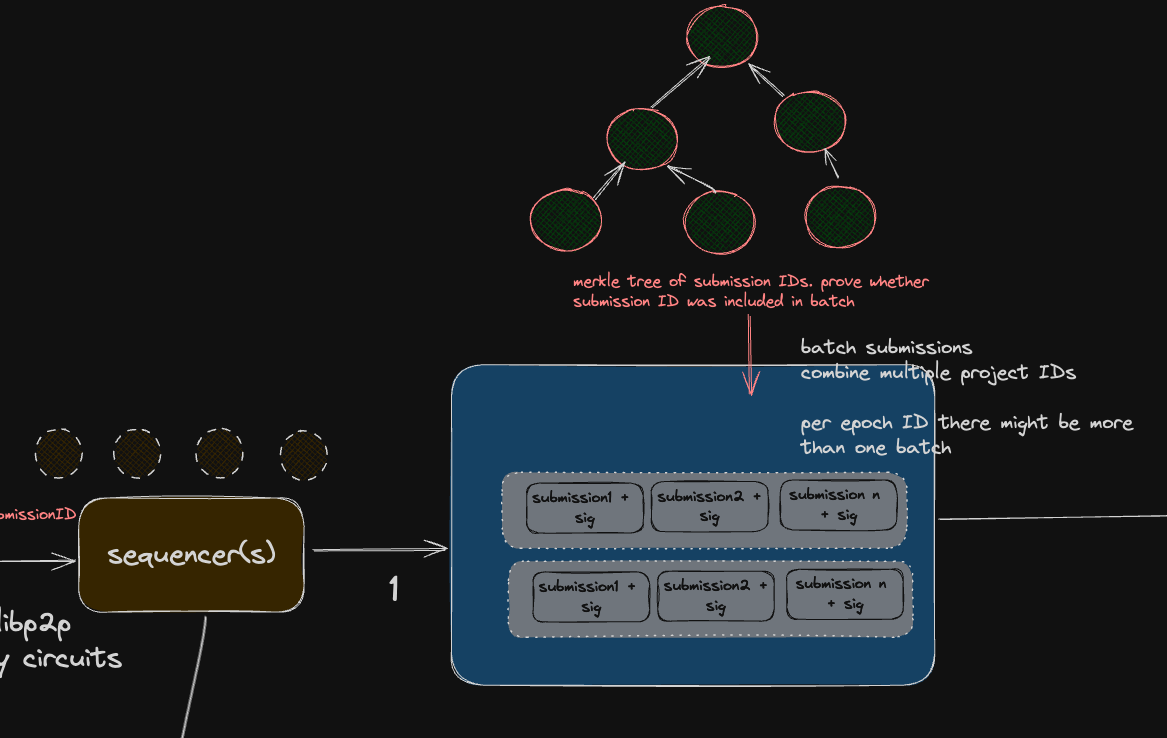 merkle tree of submission IDs. prove whether
submission ID was included in batch
batch submissions
combine multiple project IDs
per epoch ID there might be more
than one batch
submission1 +
sig
submission2 +
sig
submission n
+ sig
submission1 +
sig
submission2 +
sig
submission n
+ sig
bmissionID
sequencer(s)
1
libp2p
y circuits